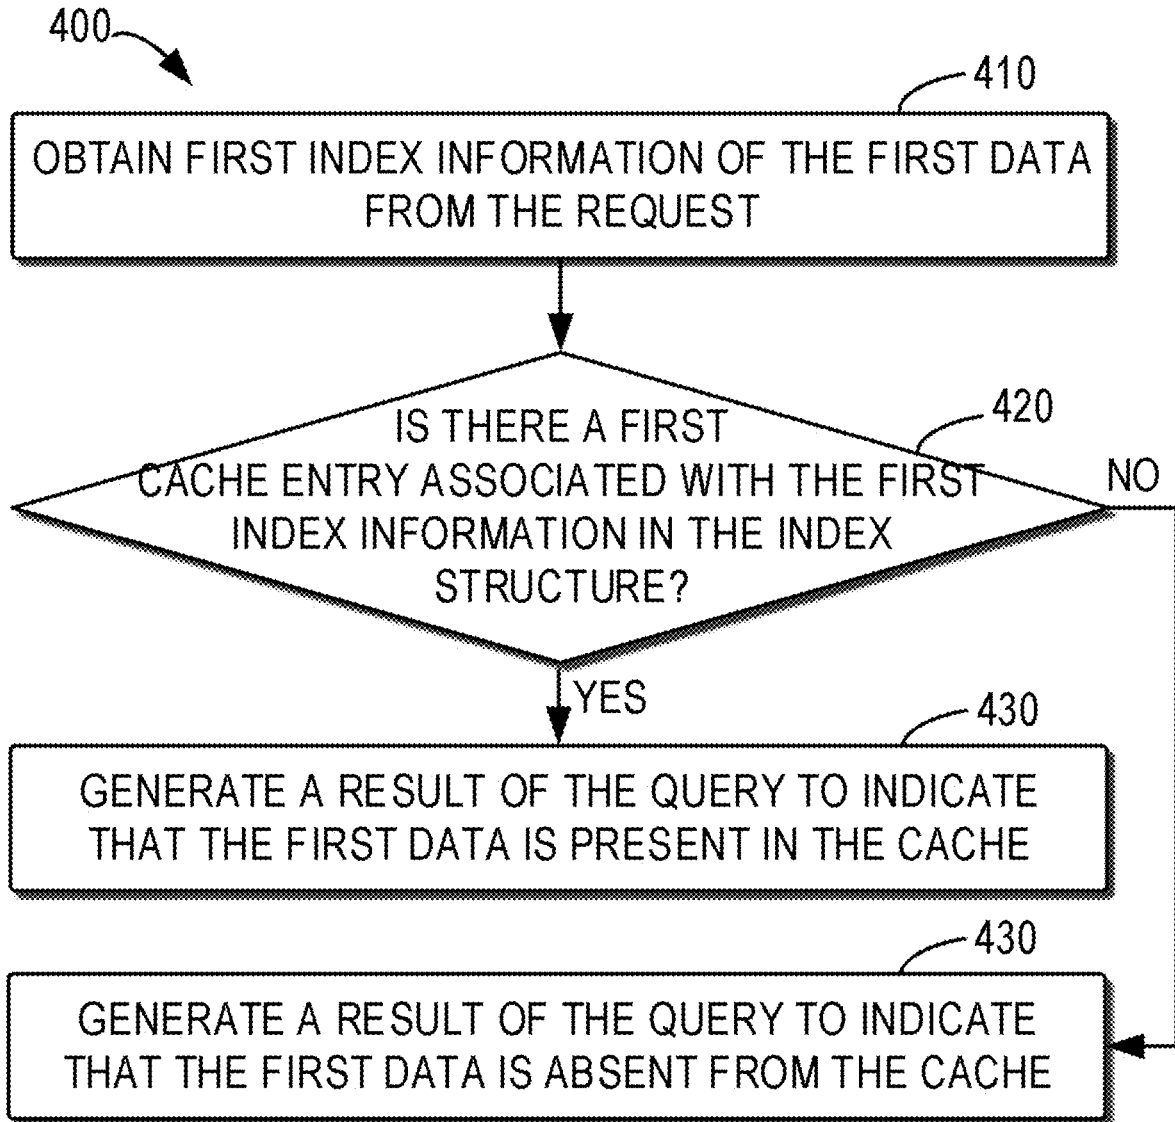 400
410
OBTAIN FIRST INDEX INFORMATION OF THE FIRST DATA
FROM THE REQUEST
420
IS THERE A FIRST
CACHE ENTRY ASSOCIATED WITH THE FIRST
INDEX INFORMATION IN THE INDEX
STRUCTURE?
NO
YES
430
GENERATE A RESULT OF THE QUERY TO INDICATE
THAT THE FIRST DATA IS PRESENT IN THE CACHE
430
GENERATE A RESULT OF THE QUERY TO INDICATE
THAT THE FIRST DATA IS ABSENT FROM THE CACHE